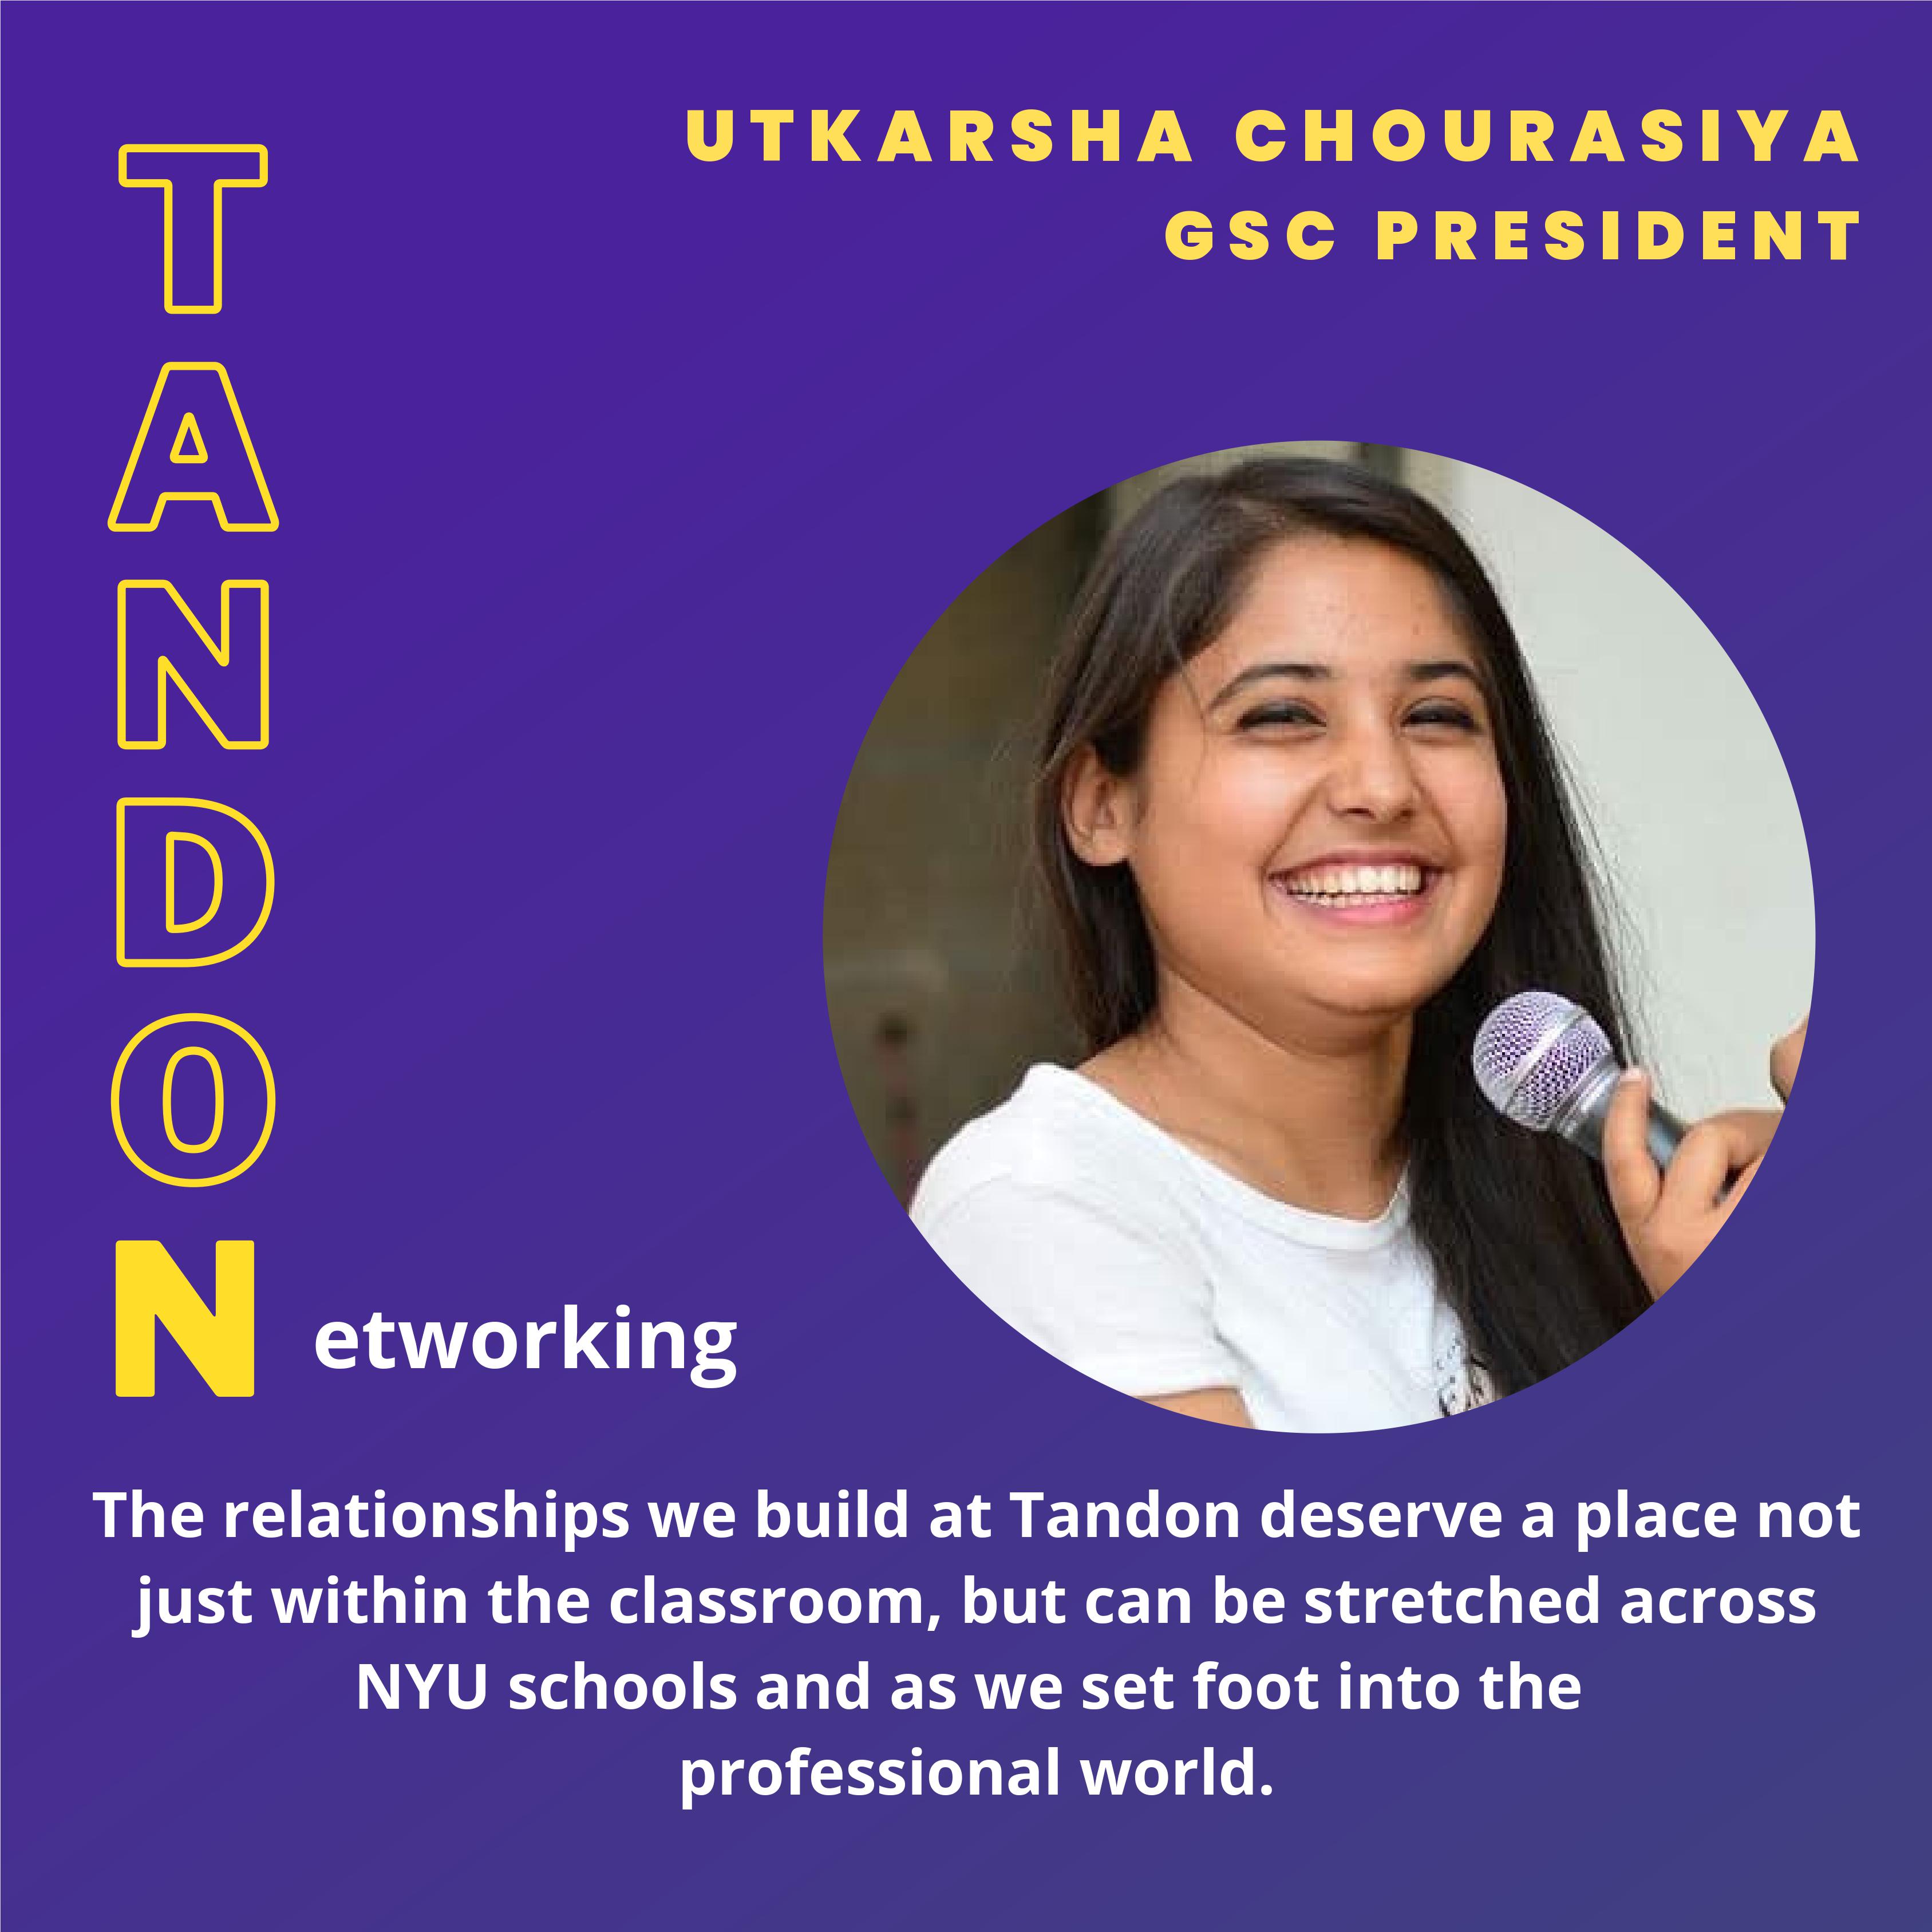 UTKARSHA CHOURASIYA
GSC PRESIDENT
T
A
N
D
O
N etworking
The relationships we build at Tandon deserve a place not
just within the classroom, but can be stretched across
NYU schools and as we set foot into the
professional world.